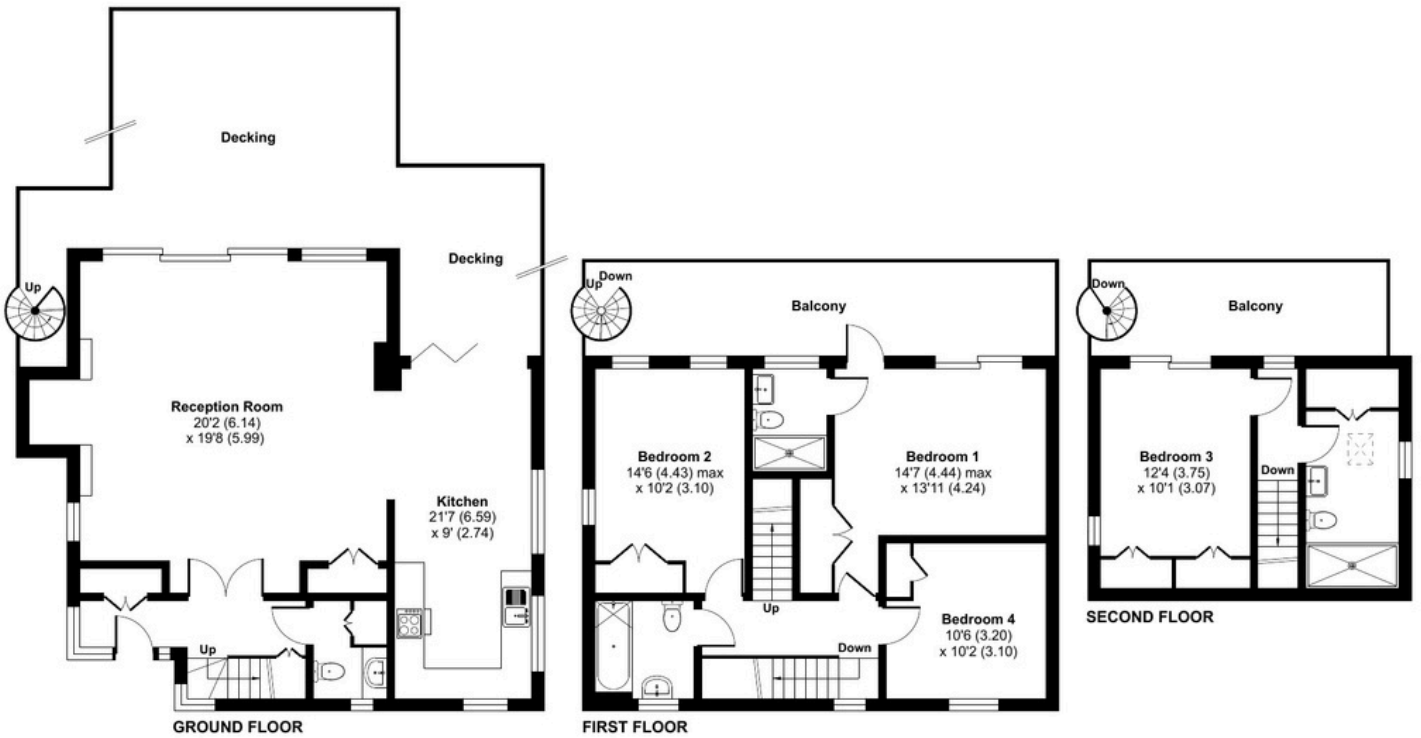 Decking
Decking
Up
Reception Room
20'2 (6.14)
x 19'8 (5.99)
Kitchen
21'7 (6.59)
x 9' (2.74)
Up
GROUND FLOOR
Up
Down
Balcony
Bedroom 2
14'6 (4.43) max
x 10'2 (3.10)
Bedroom 1
14'7 (4.44) max
x 13'11 (4.24)
Up
Down
Bedroom 4
10'6 (3.20)
x 10'2 (3.10)
FIRST FLOOR
Down
Balcony
Bedroom 3
12'4 (3.75)
x 10'1 (3.07)
Down
SECOND FLOOR